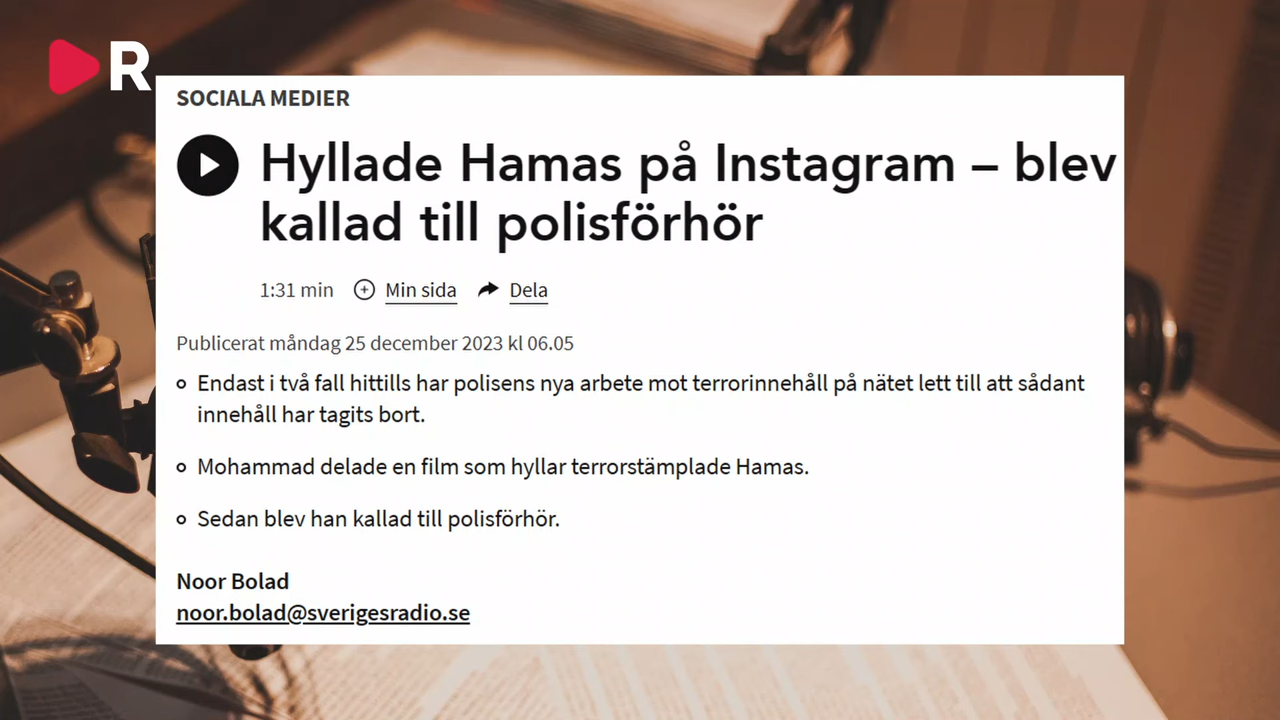 R
SOCIALA MEDIER
Hyllade Hamas på Instagram – blev
kallad till polisförhör
1:31 min Min sida Dela
Publicerat måndag 25 december 2023 kl 06.05
Endast i två fall hittills har polisens nya arbete mot terrorinnehåll på nätet lett till att sådant
innehåll har tagits bort.
Mohammad delade en film som hyllar terrorstämplade Hamas.
Sedan blev han kallad till polisförhör.
Noor Bolad
noor.bolad@sverigesradio.se